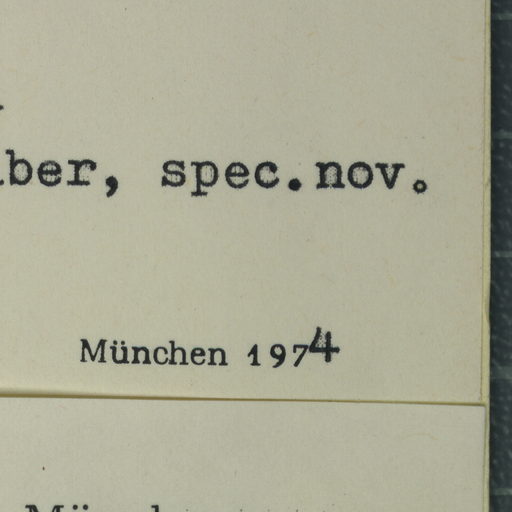 ber, spec.nov.
München 1974